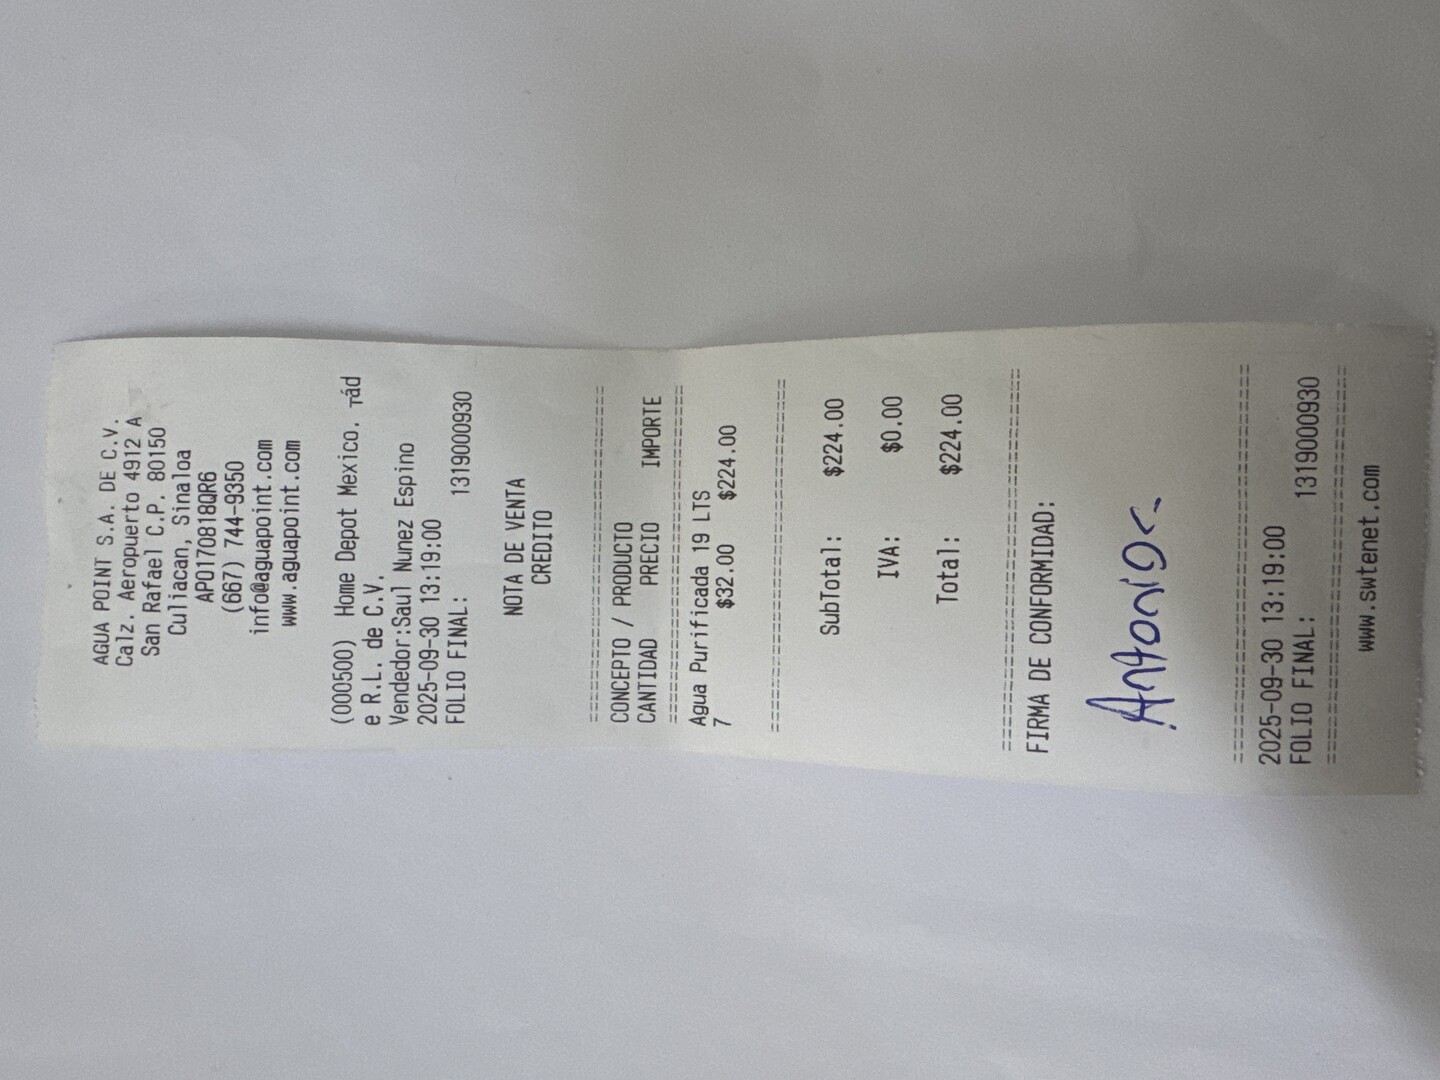 AGUA POINT S.A. DE C.V.
Calz. Aeropuerto 4912 A
San Rafael C.P. 80150
Culiacan, Sinaloa
APO170818QR6
(667) 744-9350
info@aguapoint.com
www.aguapoint.com
(000500) Home Depot Mexico.
e R.L. de C.V.
Vendedor:Saul Nunez Espino
2025-09-30 13:19:00
FOLIO FINAL: 1319000930
NOTA DE VENTA
CREDITO
==============================
CONCEPTO / PRODUCTO
CANTIDAD PRECIO IMPORTE
==============================
Agua Purificada 19 LTS
7 $32.00 $224.00
==============================
SubTotal: $224.00
IVA: $0.00
Total: $224.00
==============================
FIRMA DE CONFORMIDAD:
Antonio
==============================
2025-09-30 13:19:00
FOLIO FINAL: 1319000930
==============================
www.swtenet.com